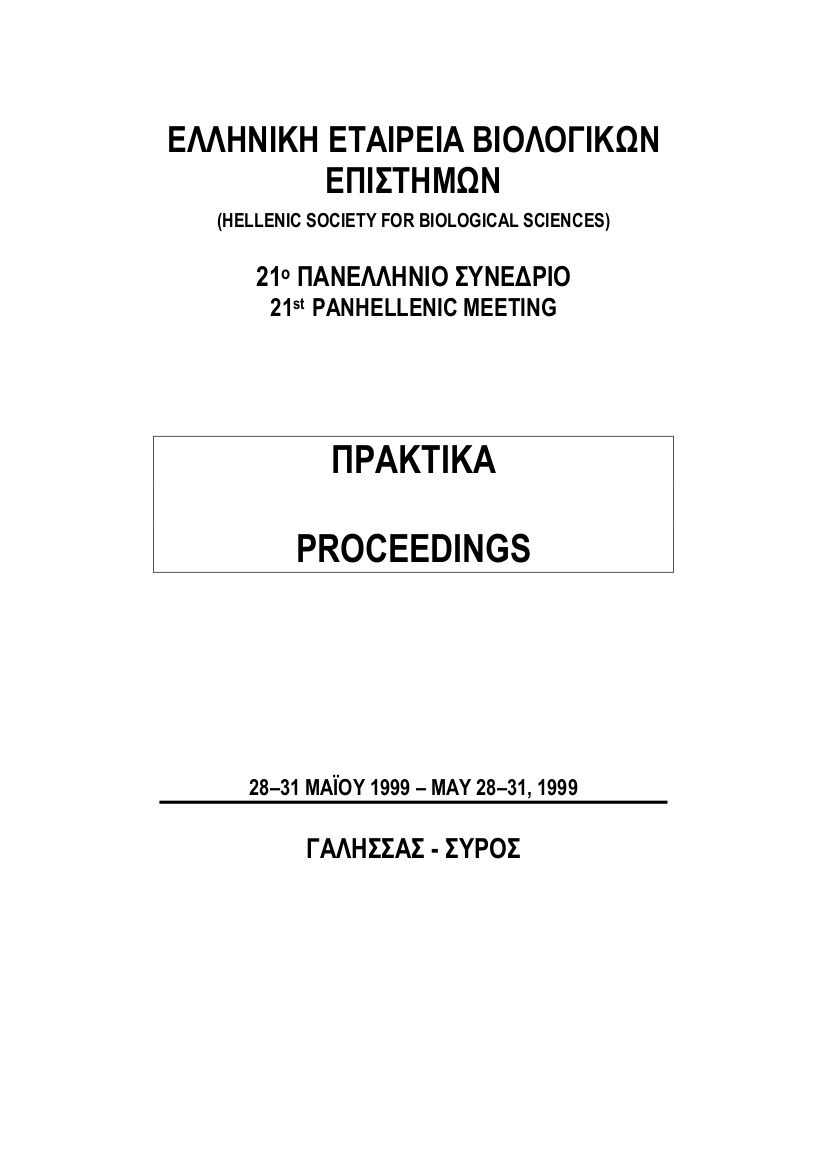 ΕΛΛΗΝΙΚΗ ΕΤΑΙΡΕΙΑ ΒΙΟΛΟΓΙΚΩΝ
ΕΠΙΣΤΗΜΩΝ
(HELLENIC SOCIETY FOR BIOLOGICAL SCIENCES)
21ο ΠΑΝΕΛΛΗΝΙΟ ΣΥΝΕΔΡΙΟ
21st PANHELLENIC MEETING
ΠΡΑΚΤΙΚΑ
PROCEEDINGS
28–31 ΜΑΪΟΥ 1999 – MAY 28–31, 1999
ΓΑΛΗΣΣΑΣ - ΣΥΡΟΣ